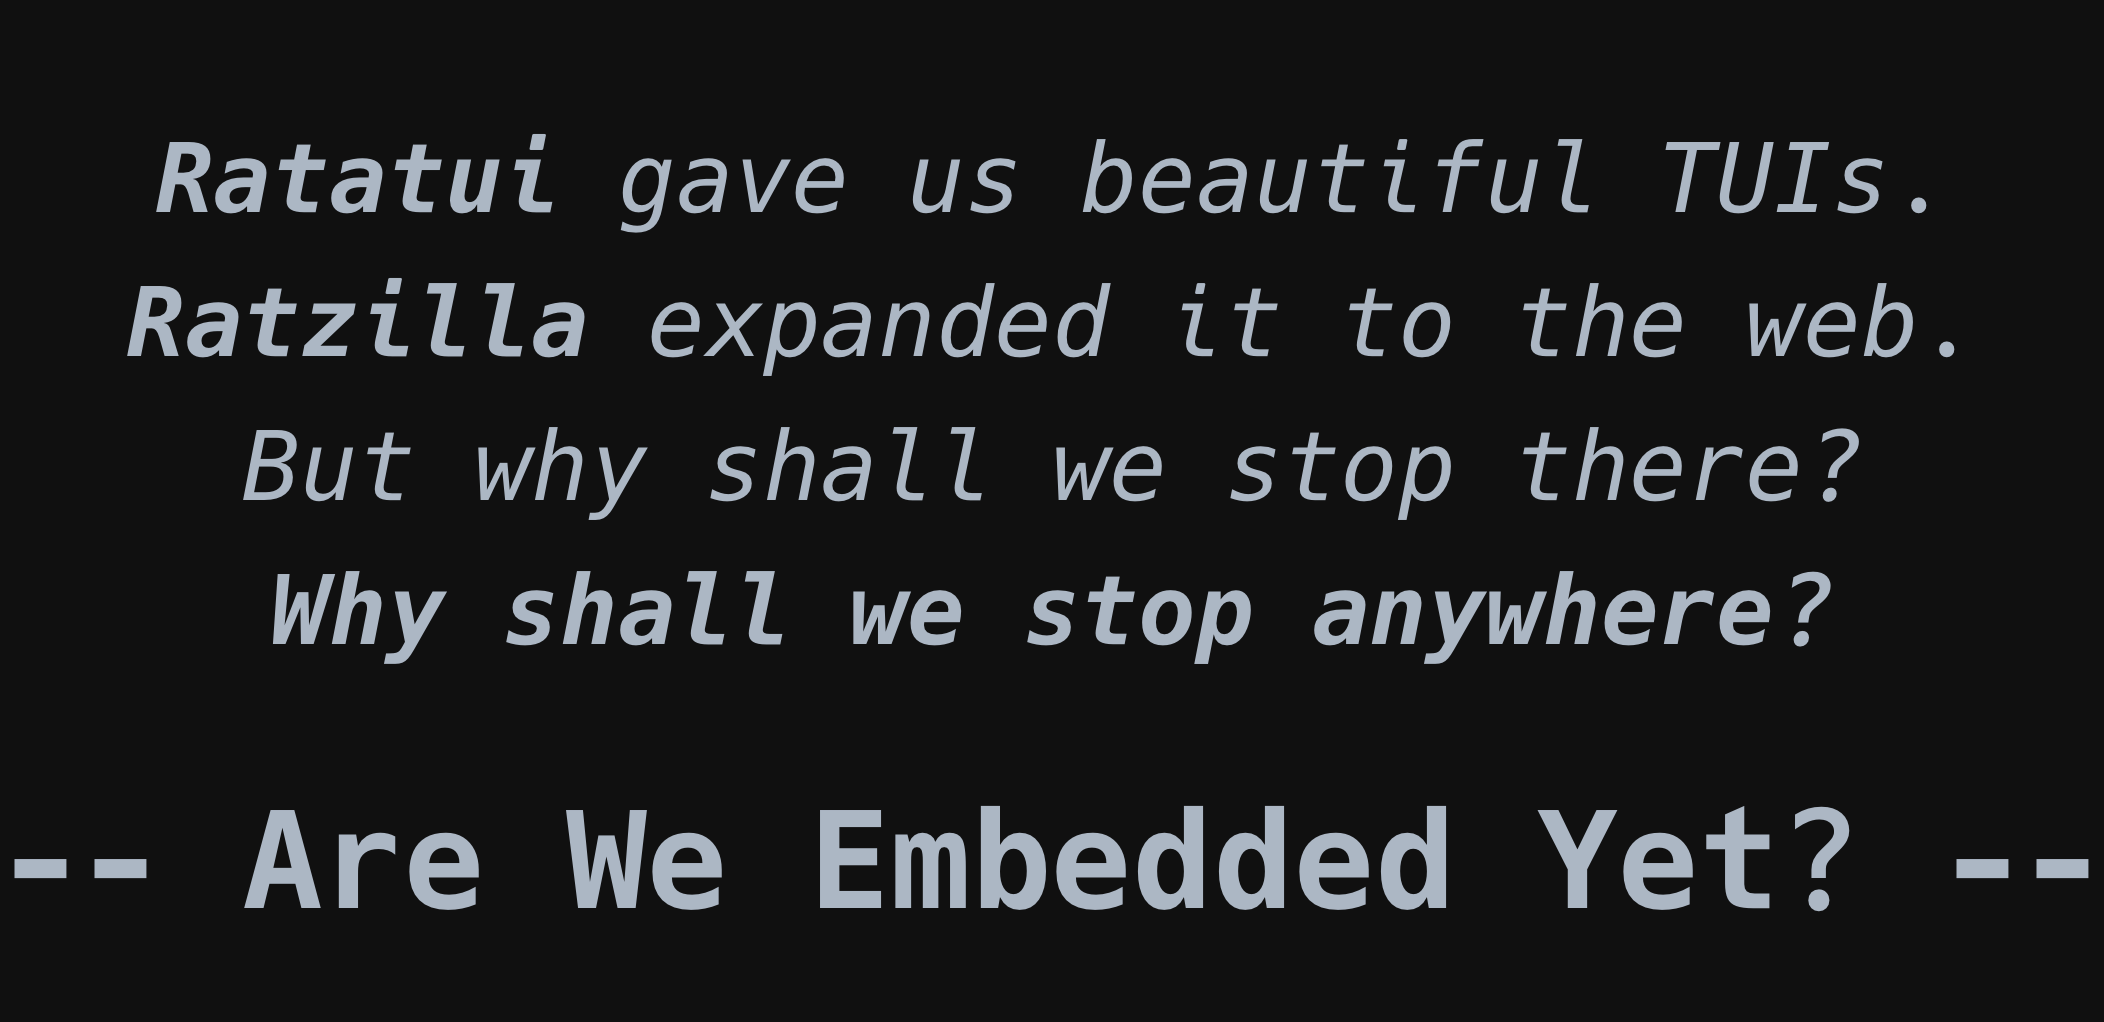 Ratatui gave us beautiful TUIs.
Ratzilla expanded it to the web.
But why shall we stop there?
Why shall we stop anywhere?
-- Are We Embedded Yet? --